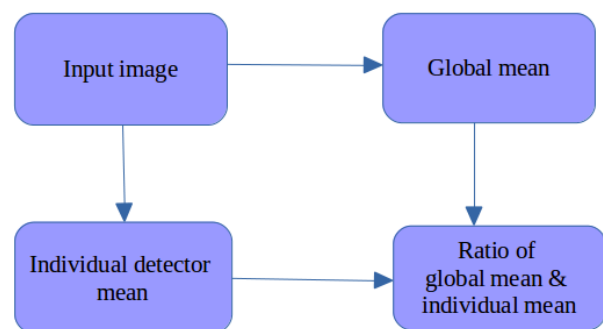 Input image
Global mean
Individual detector
mean
Ratio of
global mean &
individual mean